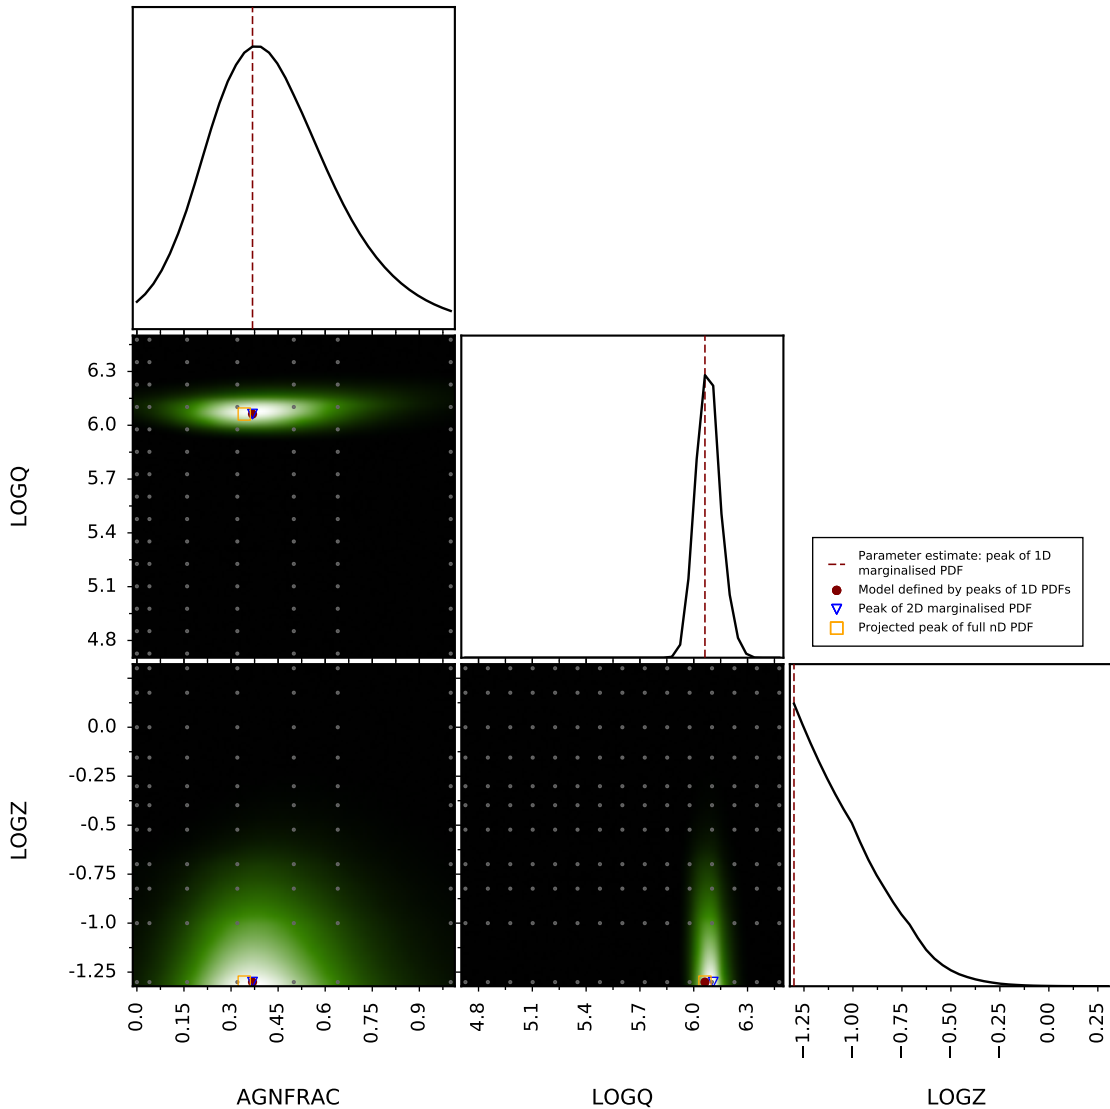 6.3
6.0
5.7
5.4
5.1
4.8
LOGQ
Parameter estimate: peak of 1D
marginalised PDF
Model defined by peaks of 1D PDFs
Peak of 2D marginalised PDF
Projected peak of full nD PDF
0.0
-0.25
-0.5
-0.75
-1.0
-1.25
LOGZ
0.0 0.15 0.3 0.45 0.6 0.75 0.9
4.8 5.1 5.4 5.7 6.0 6.3
−1.25 −1.00 −0.75 −0.50 −0.25 0.00 0.25
AGNFRAC LOGQ LOGZ